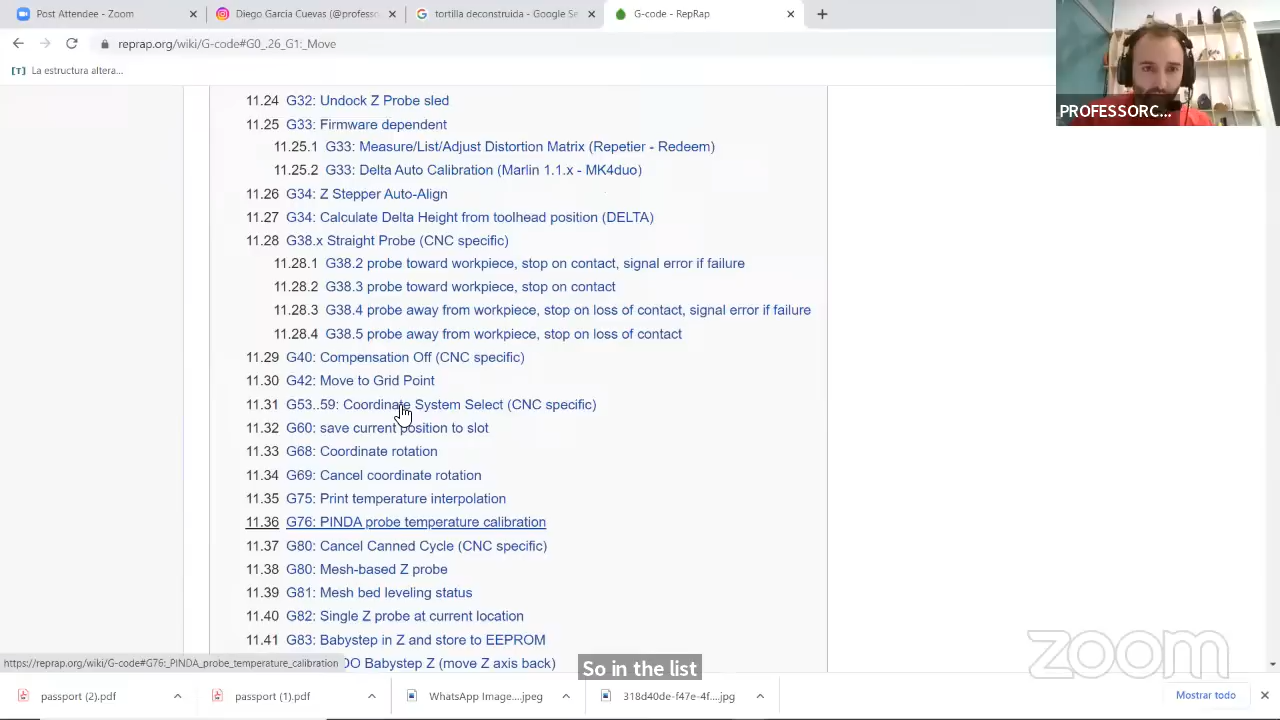 Post Attendee - Zoom
Diego Garcia Cuevas (@professo
tortilla deconstruida - Google Se
G-code - RepRap
reprap.org/wiki/G-code#G0_.26_G1:_Move
[T] La estructura altera...
PROFESSORC...
11.24 G32: Undock Z Probe sled
11.25 G33: Firmware dependent
11.25.1 G33: Measure/List/Adjust Distortion Matrix (Repetier - Redeem)
11.25.2 G33: Delta Auto Calibration (Marlin 1.1.x - MK4duo)
11.26 G34: Z Stepper Auto-Align
11.27 G34: Calculate Delta Height from toolhead position (DELTA)
11.28 G38.x Straight Probe (CNC specific)
11.28.1 G38.2 probe toward workpiece, stop on contact, signal error if failure
11.28.2 G38.3 probe toward workpiece, stop on contact
11.28.3 G38.4 probe away from workpiece, stop on loss of contact, signal error if failure
11.28.4 G38.5 probe away from workpiece, stop on loss of contact
11.29 G40: Compensation Off (CNC specific)
11.30 G42: Move to Grid Point
11.31 G53..59: Coordinate System Select (CNC specific)
11.32 G60: save current position to slot
11.33 G68: Coordinate rotation
11.34 G69: Cancel coordinate rotation
11.35 G75: Print temperature interpolation
11.36 G76: PINDA probe temperature calibration
11.37 G80: Cancel Canned Cycle (CNC specific)
11.38 G80: Mesh-based Z probe
11.39 G81: Mesh bed leveling status
11.40 G82: Single Z probe at current location
11.41 G83: Babystep in Z and store to EEPROM
https://reprap.org/wiki/G-code#G76:_PINDA_probe_temperature_calibration
Babystep Z (move Z axis back)
So in the list
zoom
passport (2).pdf
passport (1).pdf
WhatsApp Image....jpeg
318d40de-f47e-4f....jpg
Mostrar todo